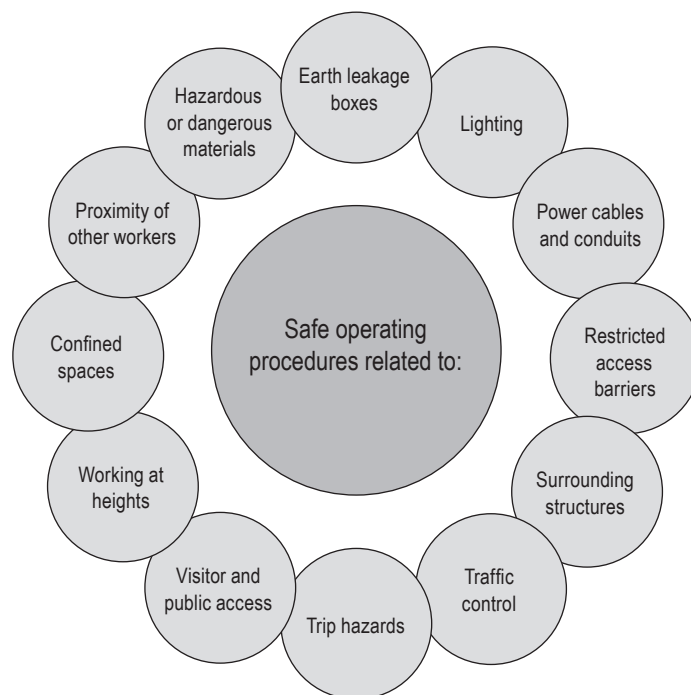 Safe operating
procedures related to:
Earth leakage
boxes
Lighting
Power cables
and conduits
Restricted
access
barriers
Surrounding
structures
Traffic
control
Trip hazards
Visitor and
public access
Working at
heights
Confined
spaces
Proximity of
other workers
Hazardous
or dangerous
materials